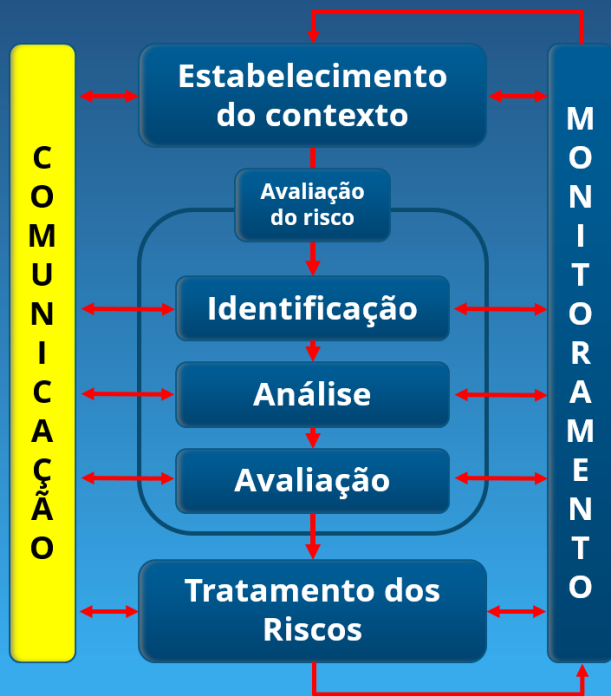 COMUNICAÇÃO
Estabelecimento
do contexto
Avaliação
do risco
Identificação
Análise
Avaliação
Tratamento dos
Riscos
MONITORAMENTO